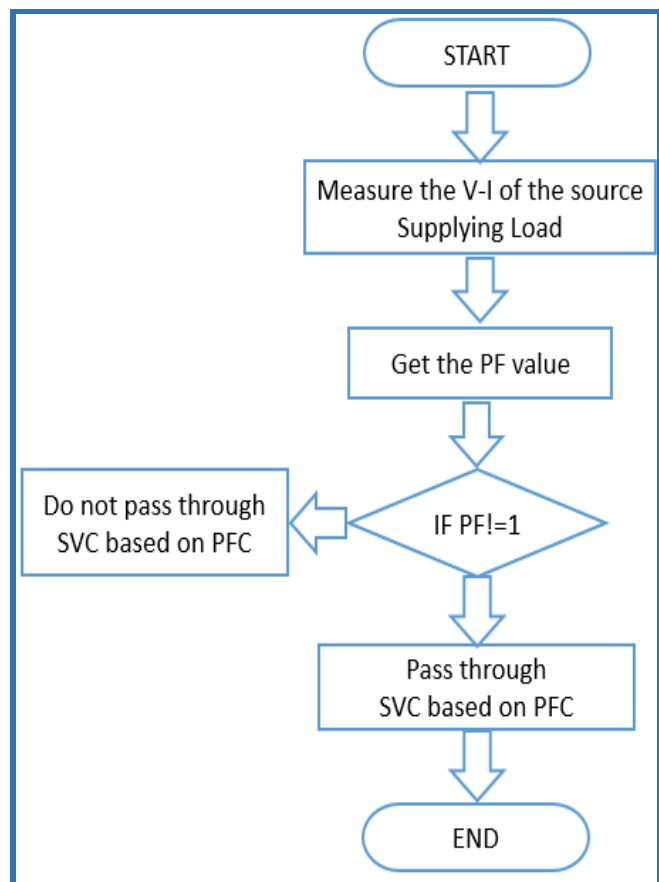 START
Measure the V-I of the source
Supplying Load
Get the PF value
IF PF!=1
Do not pass through
SVC based on PFC
Pass through
SVC based on PFC
END